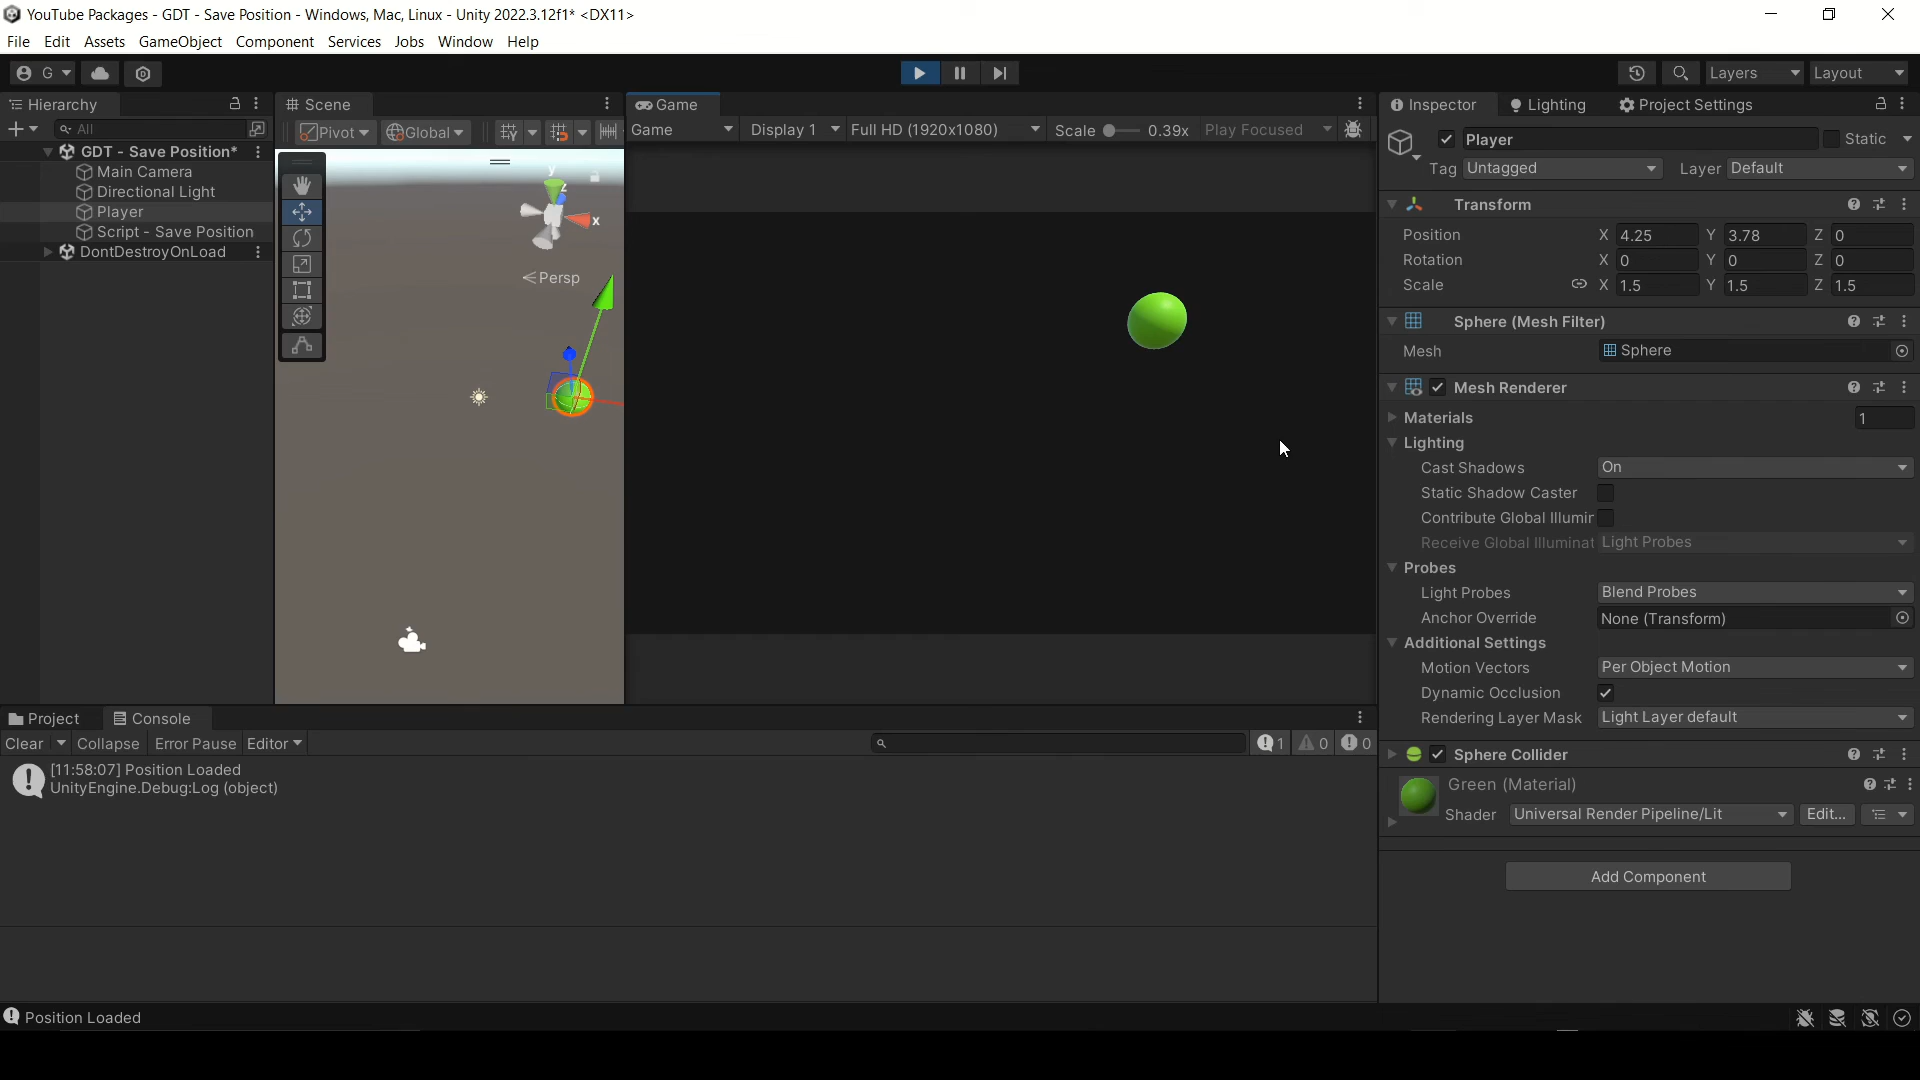 YouTube Packages - GDT - Save Position - Windows, Mac, Linux - Unity 2022.3.12f1* <DX11>
File Edit Assets GameObject Component Services Jobs Window Help
G Layers Layout
Hierarchy
All
GDT - Save Position*
Main Camera
Directional Light
Player
Script - Save Position
DontDestroyOnLoad
Scene
Pivot Global
y
z
x
Persp
Game
Game Display 1 Full HD (1920x1080) Scale 0.39x Play Focused
Inspector Lighting Project Settings
Player Static
Tag Untagged Layer Default
Transform
Position X 4.25 Y 3.78 Z 0
Rotation X 0 Y 0 Z 0
Scale X 1.5 Y 1.5 Z 1.5
Sphere (Mesh Filter)
Mesh Sphere
Mesh Renderer
Materials 1
Lighting
Cast Shadows On
Static Shadow Caster
Contribute Global Illumir
Receive Global Illuminat Light Probes
Probes
Light Probes Blend Probes
Anchor Override None (Transform)
Additional Settings
Motion Vectors Per Object Motion
Dynamic Occlusion
Rendering Layer Mask Light Layer default
Sphere Collider
Green (Material)
Shader Universal Render Pipeline/Lit Edit...
Add Component
Project Console
Clear Collapse Error Pause Editor 1 0 0
[11:58:07] Position Loaded
UnityEngine.Debug:Log (object)
Position Loaded